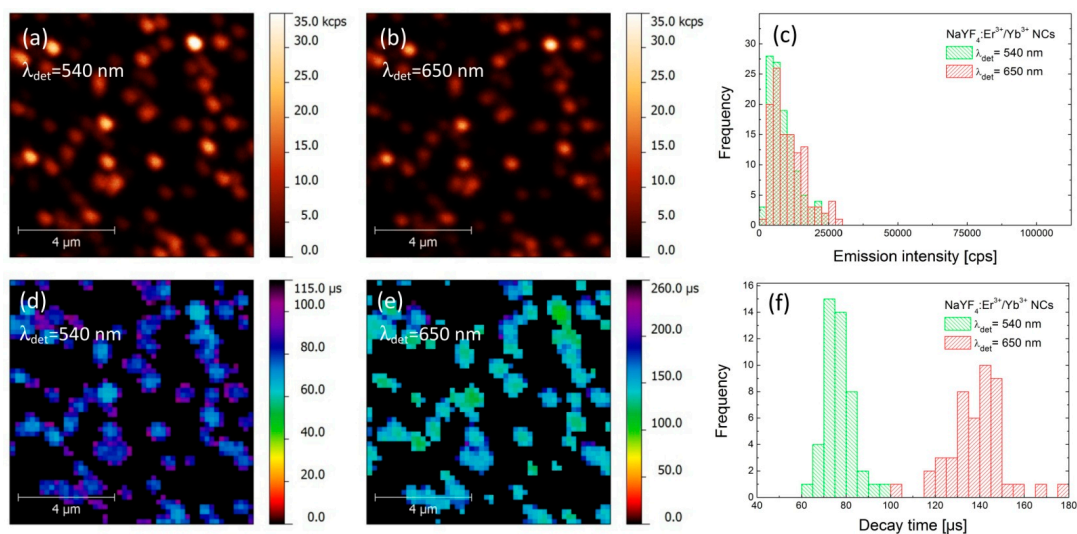 (a)
λdet=540 nm
4 µm
35.0 kcps
30.0
25.0
20.0
15.0
10.0
5.0
0.0
(b)
λdet=650 nm
4 µm
35.0 kcps
30.0
25.0
20.0
15.0
10.0
5.0
0.0
(c)
NaYF₄:Er³⁺/Yb³⁺ NCs
λdet= 540 nm
λdet= 650 nm
Frequency
30
25
20
15
10
5
0
0 25000 50000 75000 100000
Emission intensity [cps]
(d)
λdet=540 nm
4 µm
115.0 µs
100.0
80.0
60.0
40.0
20.0
0.0
(e)
λdet=650 nm
4 µm
260.0 µs
200.0
150.0
100.0
50.0
0.0
(f)
NaYF₄:Er³⁺/Yb³⁺ NCs
λdet= 540 nm
λdet= 650 nm
Frequency
16
14
12
10
8
6
4
2
0
60 80 100 120 140 160 180
Decay time [µs]